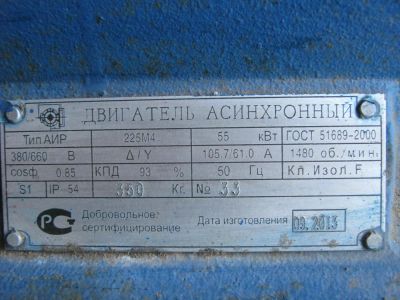 ДВИГАТЕЛЬ АСИНХРОННЫЙ
Тип АИР 225М4 55 кВт ГОСТ 51689-2000
380/660 В Δ/Y 105.7/61.0 А 1480 об./мин.
cosф 0.85 КПД 93 % 50 Гц Кл.Изол.F
S1 IP 54 350 Кг. № 33
Добровольное сертифицирование Дата изготовления 09.2013